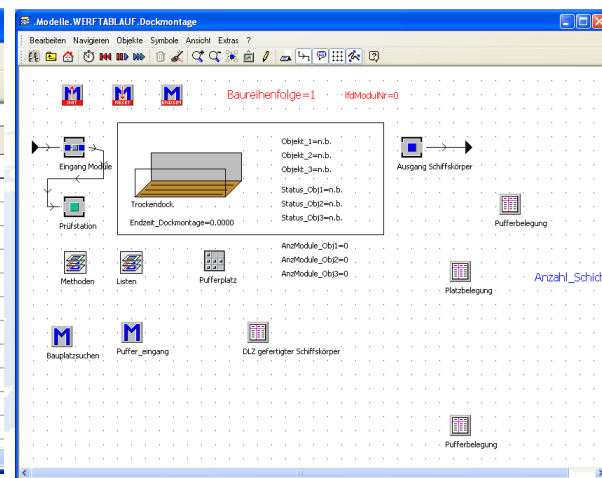 .Modelle.WERFTABLAUF.Dockmontage
Bearbeiten Navigieren Objekte Symbole Ansicht Extras ?
INIT RESET ENDSIM
Baureihenfolge=1 lfdModulNr=0
Eingang Module
Objekt_1=n.b.
Objekt_2=n.b.
Objekt_3=n.b.
Ausgang Schiffskörper
Status_Obj1=n.b.
Status_Obj2=n.b.
Status_Obj3=n.b.
Trockendock
Endzeit_Dockmontage=0.0000
Prüfstation
Pufferbelegung
AnzModule_Obj1=0
AnzModule_Obj2=0
AnzModule_Obj3=0
Methoden Listen Pufferplatz
Platzbelegung
Anzahl_Schich
Bauplatzsuchen Puffer_eingang DLZ gefertigter Schiffskörper
Pufferbelegung